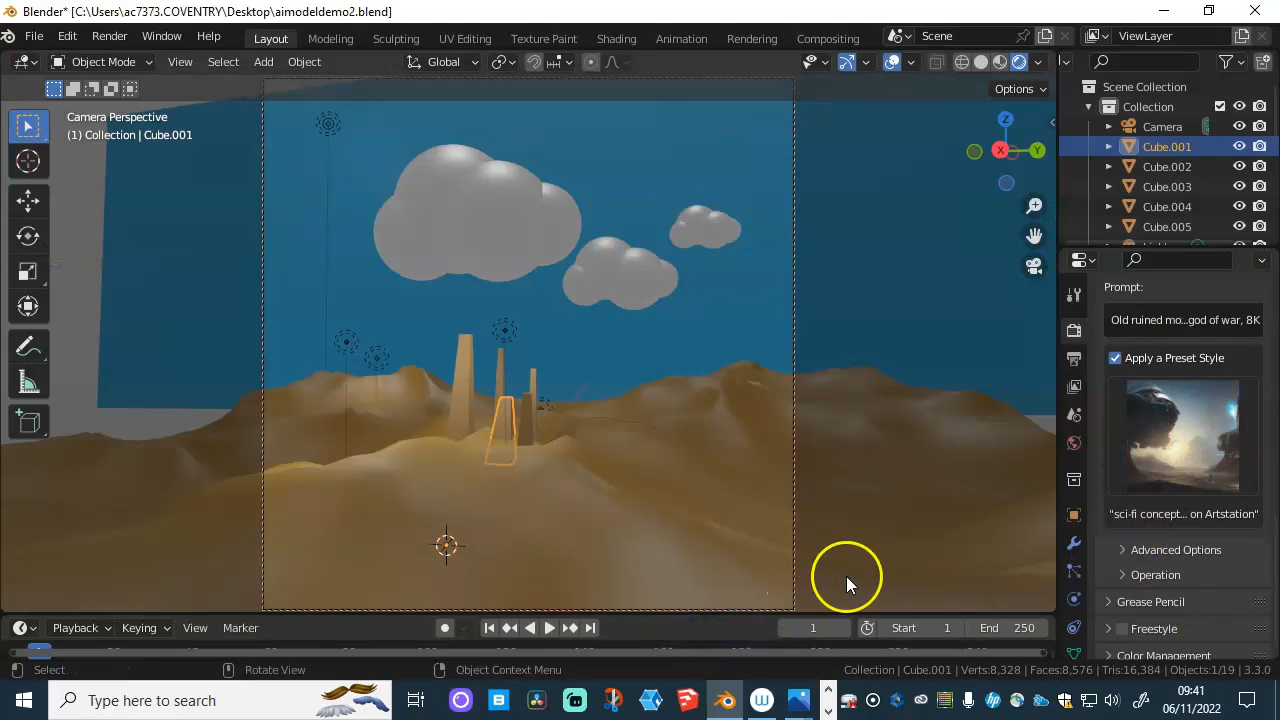 Blender* [C:\Users\ac7373.COVENTRY\Desktop\aimodeldemo2.blend]
File Edit Render Window Help Layout Modeling Sculpting UV Editing Texture Paint Shading Animation Rendering Compositing Scene ViewLayer
Object Mode View Select Add Object Global
Options
Camera Perspective
(1) Collection | Cube.001
Z
X
Y
Scene Collection
Collection
Camera
Cube.001
Cube.002
Cube.003
Cube.004
Cube.005
Prompt:
Old ruined mo...god of war, 8K
Apply a Preset Style
"sci-fi concept... on Artstation"
Advanced Options
Operation
Grease Pencil
Freestyle
Color Management
Playback Keying View Marker 1 Start 1 End 250
Select Rotate View Object Context Menu Collection | Cube.001 | Verts:8,328 | Faces:8,576 | Tris:16,384 | Objects:1/19 | 3.3.0
Type here to search
09:41
06/11/2022